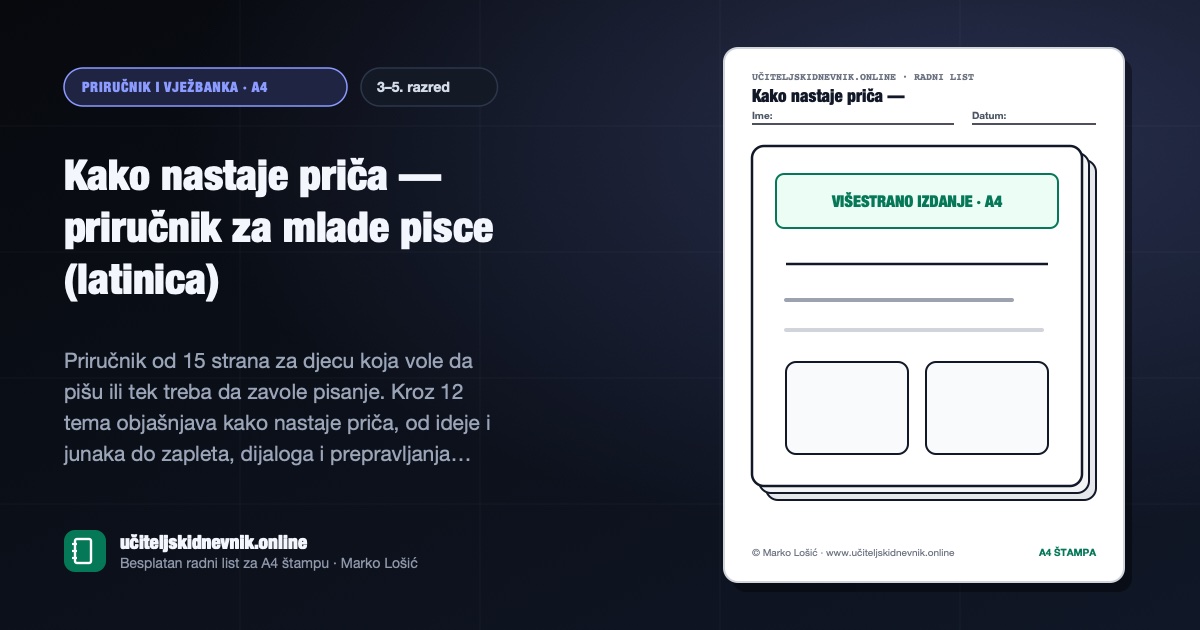 PRIRUČNIK I VJEŽBANKA · A4
3–5. razred
Kako nastaje priča —
priručnik za mlade pisce
(latinica)
Priručnik od 15 strana za djecu koja vole da
pišu ili tek treba da zavole pisanje. Kroz 12
tema objašnjava kako nastaje priča, od ideje i
junaka do zapleta, dijaloga i prepravljanja…
učiteljskidnevnik.online
Besplatan radni list za A4 štampu · Marko Lošić
UČITELJSKIDNEVNIK.ONLINE · RADNI LIST
Kako nastaje priča —
Ime:
Datum:
VIŠESTRANO IZDANJE · A4
© Marko Lošić · www.učiteljskidnevnik.online
A4 ŠTAMPA